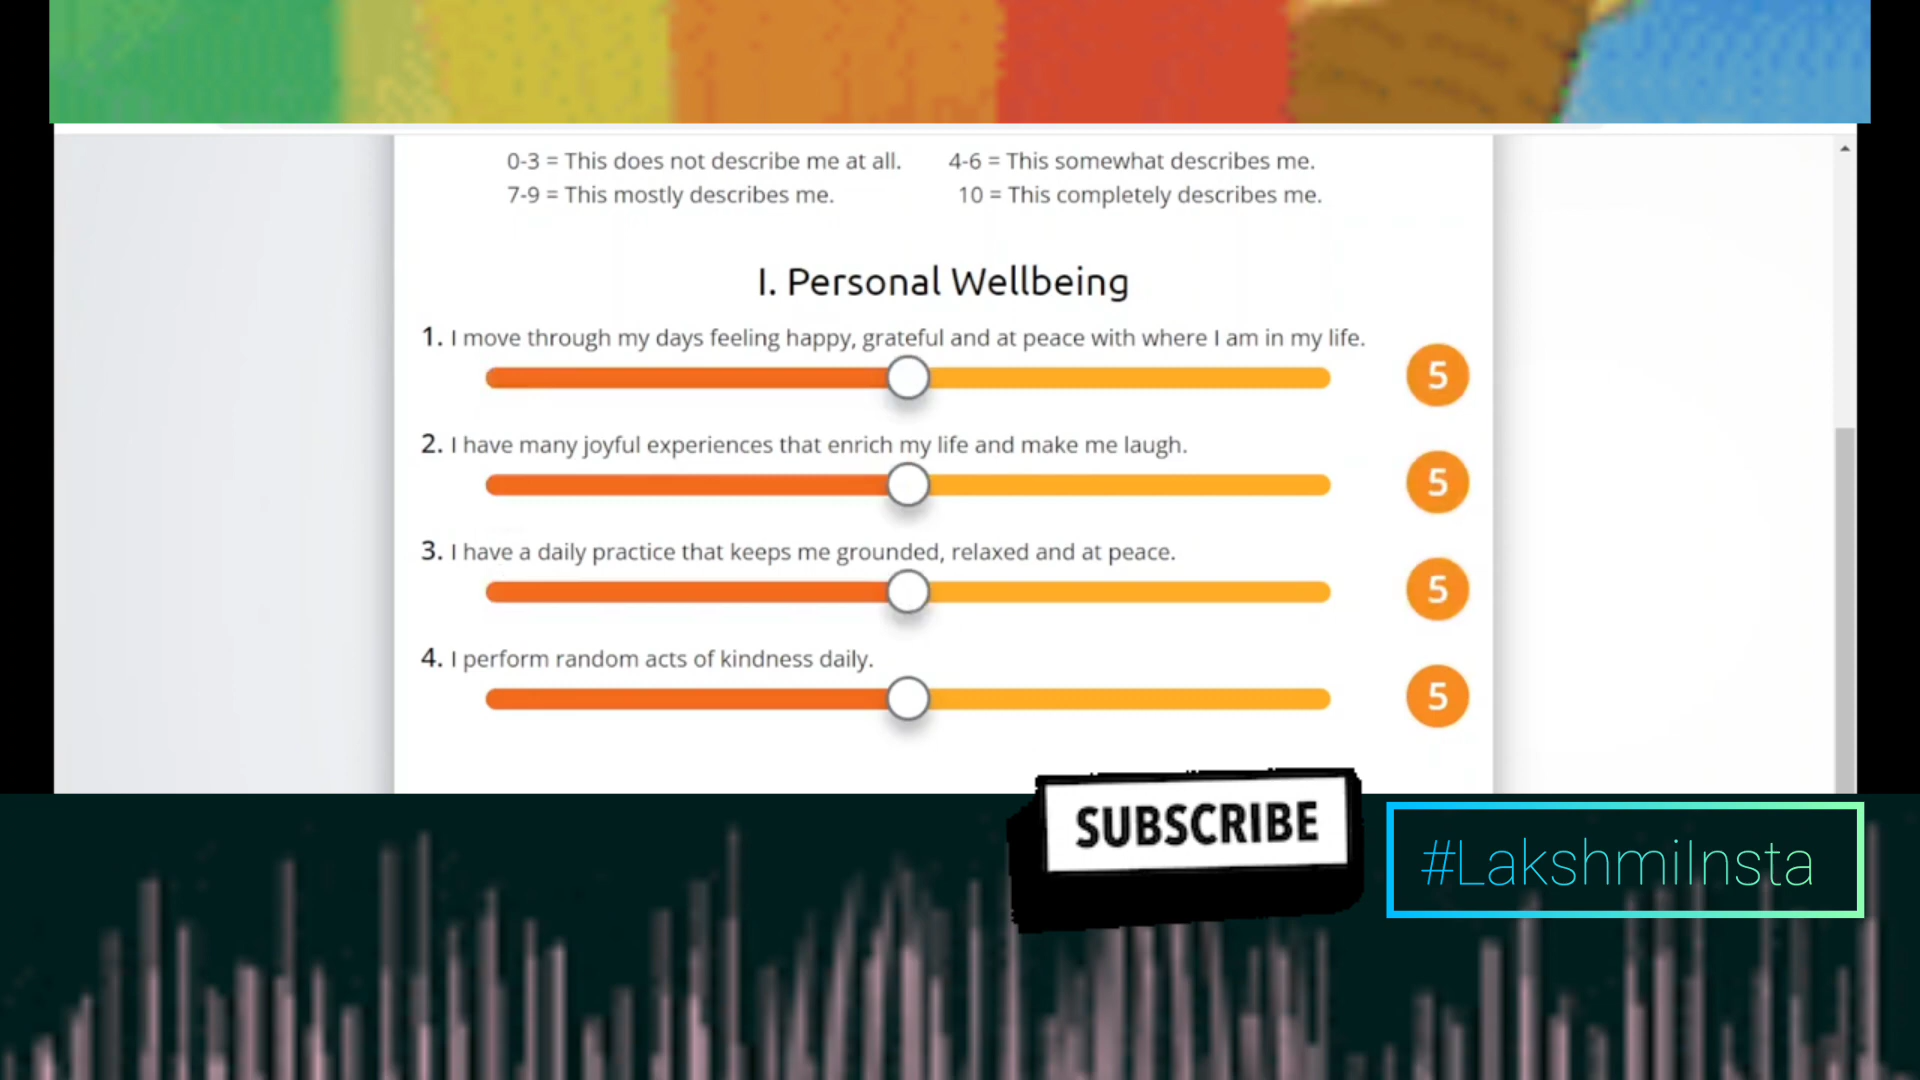 0-3 = This does not describe me at all. 4-6 = This somewhat describes me.
7-9 = This mostly describes me. 10 = This completely describes me.
I. Personal Wellbeing
1. I move through my days feeling happy, grateful and at peace with where I am in my life.
5
2. I have many joyful experiences that enrich my life and make me laugh.
5
3. I have a daily practice that keeps me grounded, relaxed and at peace.
5
4. I perform random acts of kindness daily.
5
SUBSCRIBE
#LakshmiInsta